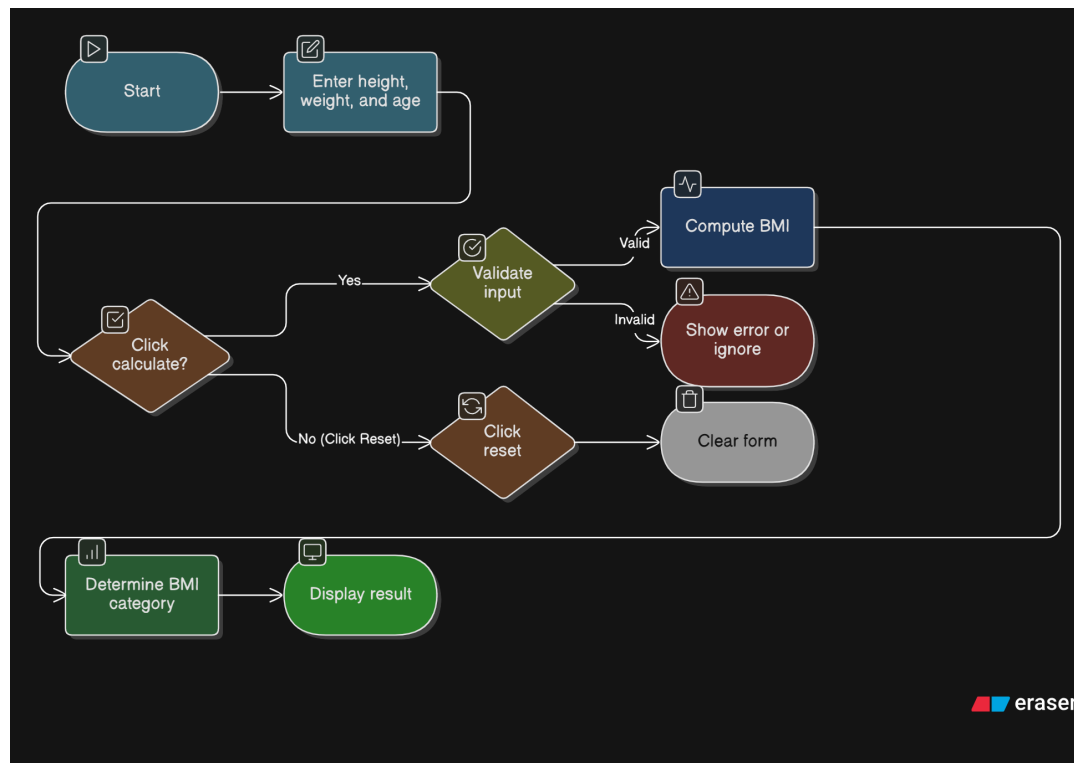 Start
Enter height,
weight, and age
Compute BMI
Valid
Yes
Validate
input
Invalid
Show error or
ignore
Click
calculate?
No (Click Reset)
Click
reset
Clear form
Determine BMI
category
Display result
eraser